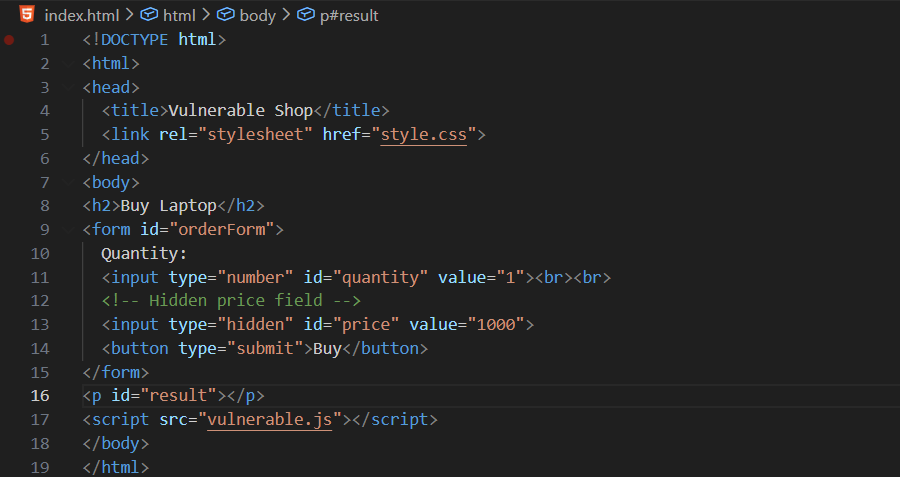 index.html > html > body > p#result
1 <!DOCTYPE html>
2 <html>
3 <head>
4 <title>Vulnerable Shop</title>
5 <link rel="stylesheet" href="style.css">
6 </head>
7 <body>
8 <h2>Buy Laptop</h2>
9 <form id="orderForm">
10 Quantity:
11 <input type="number" id="quantity" value="1"><br><br>
12 <!-- Hidden price field -->
13 <input type="hidden" id="price" value="1000">
14 <button type="submit">Buy</button>
15 </form>
16 <p id="result"></p>
17 <script src="vulnerable.js"></script>
18 </body>
19 </html>